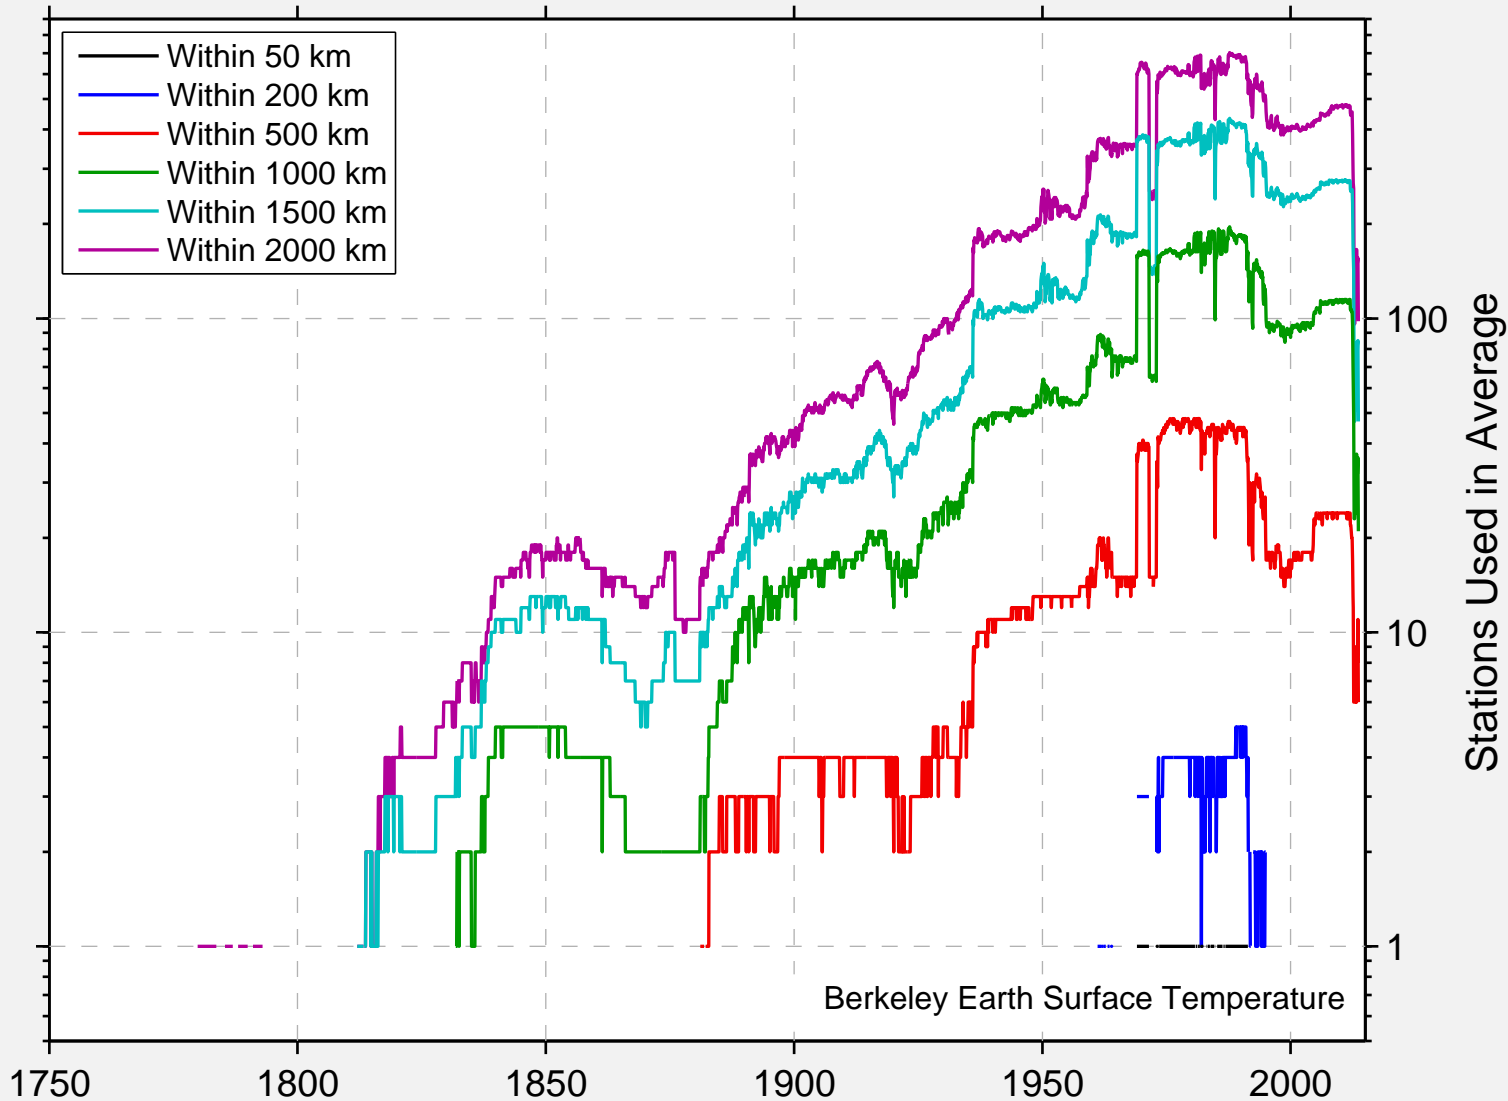 Within 50 km
Within 200 km
Within 500 km
Within 1000 km
Within 1500 km
Within 2000 km
100
10
1
Stations Used in Average
Berkeley Earth Surface Temperature
1750
1800
1850
1900
1950
2000